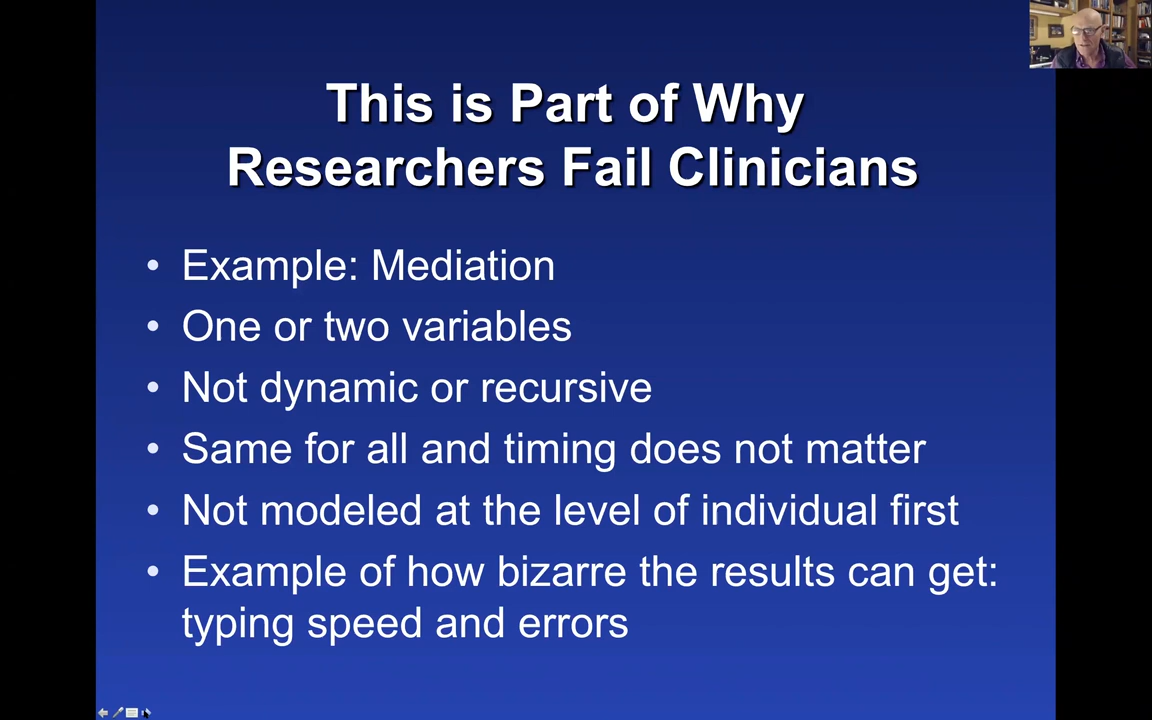 This is Part of Why
Researchers Fail Clinicians
• Example: Mediation
• One or two variables
• Not dynamic or recursive
• Same for all and timing does not matter
• Not modeled at the level of individual first
• Example of how bizarre the results can get:
typing speed and errors